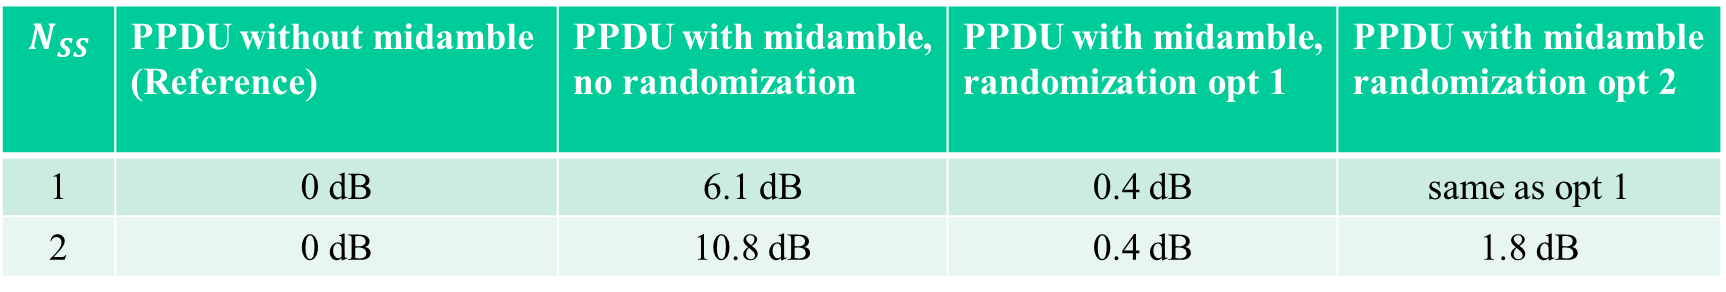 N_SS PPDU without midamble (Reference) PPDU with midamble, no randomization PPDU with midamble, randomization opt 1 PPDU with midamble randomization opt 2
1 0 dB 6.1 dB 0.4 dB same as opt 1
2 0 dB 10.8 dB 0.4 dB 1.8 dB